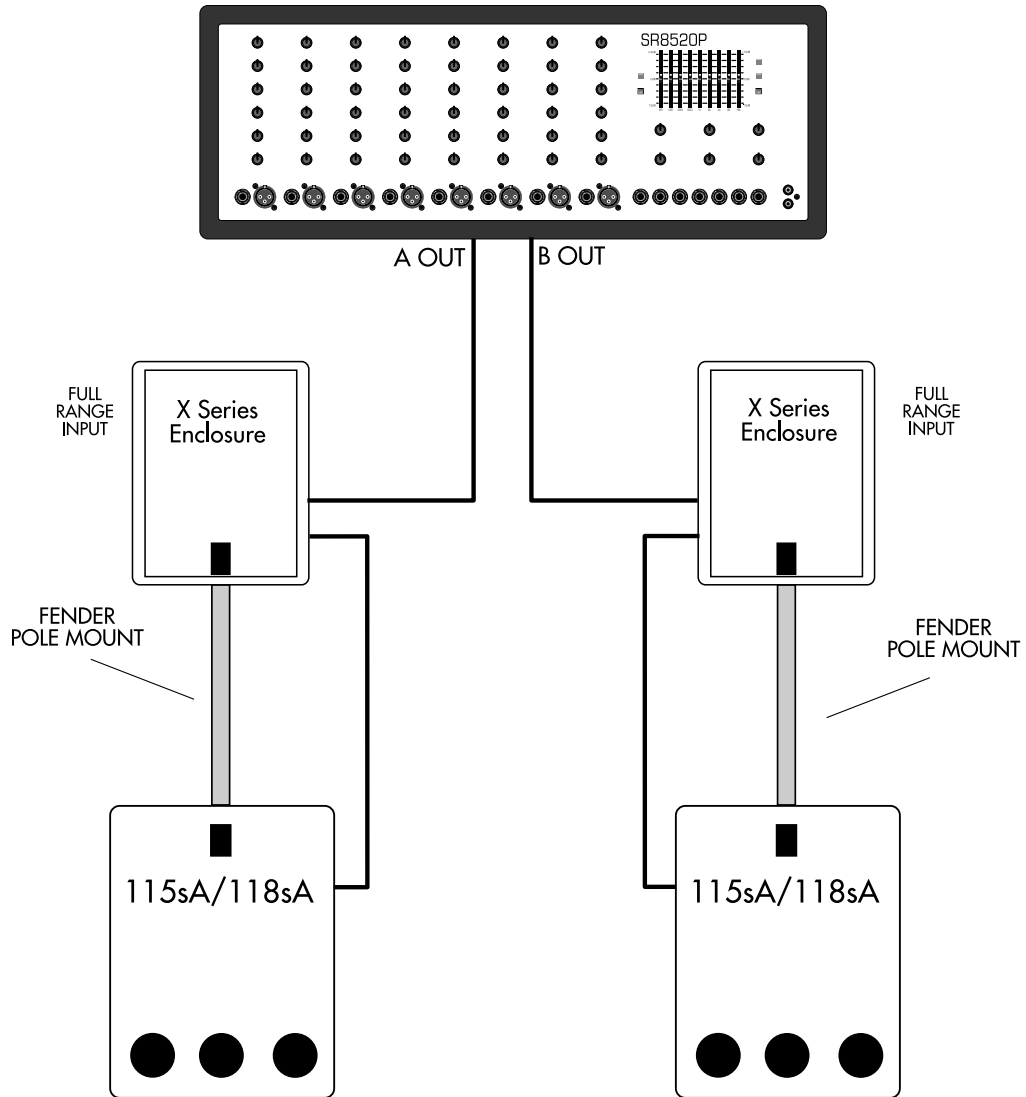 SR8520P
A OUT
B OUT
FULL
RANGE
INPUT
X Series
Enclosure
X Series
Enclosure
FULL
RANGE
INPUT
FENDER
POLE MOUNT
FENDER
POLE MOUNT
115sA/118sA
115sA/118sA